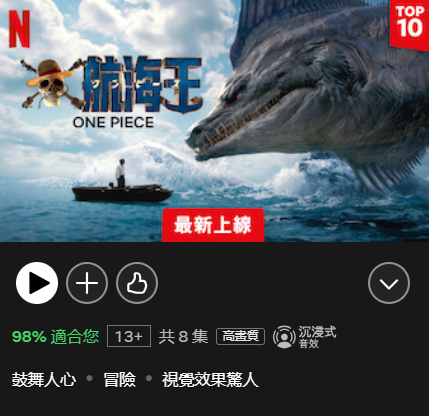 N
TOP
10
航海王
ONE PIECE
最新上線
98% 適合您 13+ 共 8 集 高畫質 沉浸式
音效
鼓舞人心 • 冒險 • 視覺效果驚人